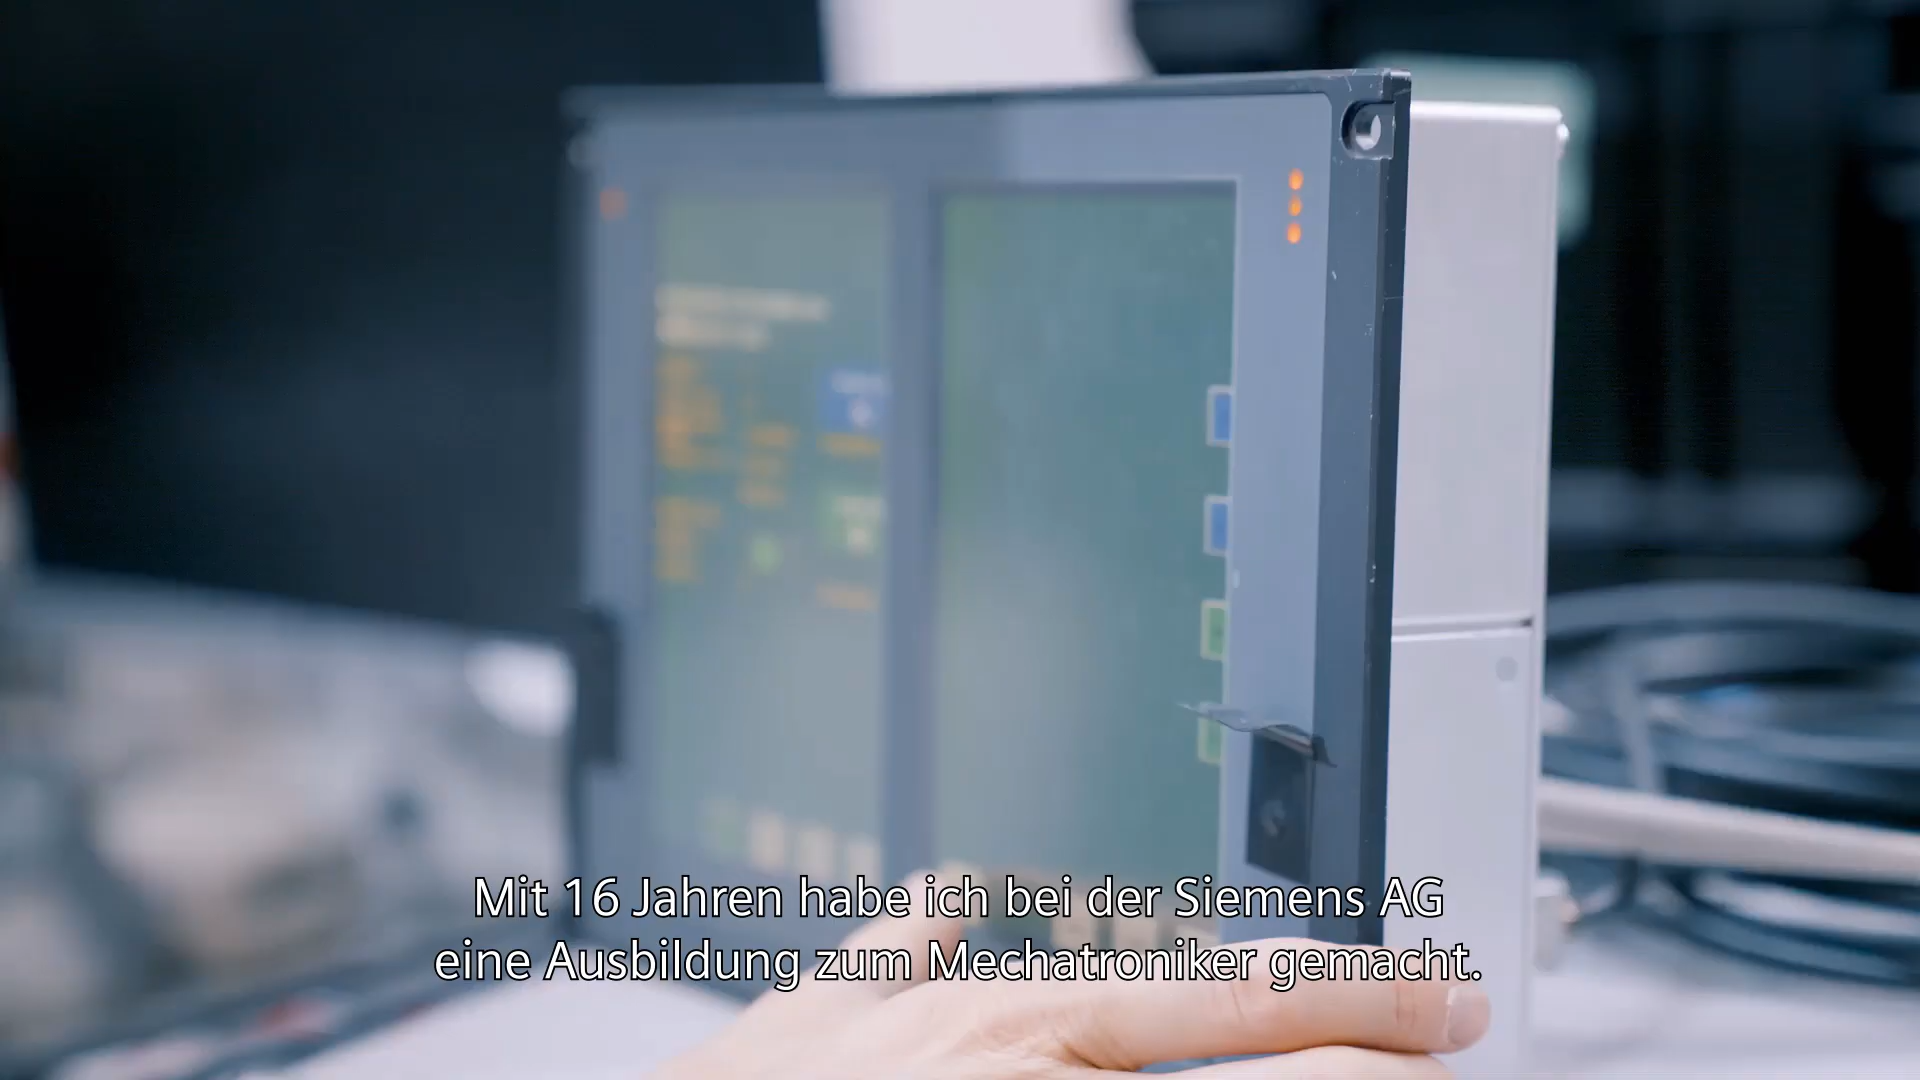 Mit 16 Jahren habe ich bei der Siemens AG
eine Ausbildung zum Mechatroniker gemacht.